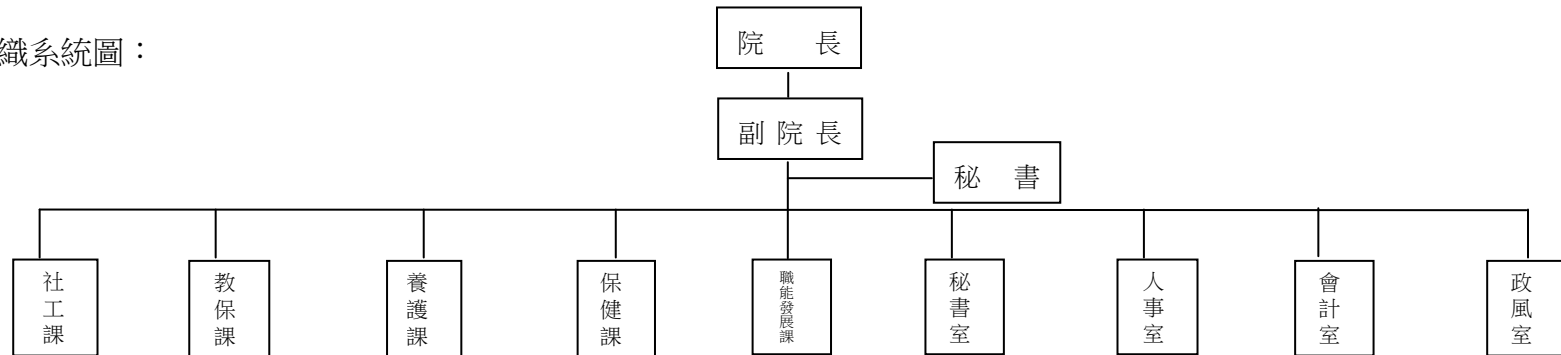 織系統圖：
院 長
副院長
秘 書
社工課
教保課
養護課
保健課
職能發展課
秘書室
人事室
會計室
政風室